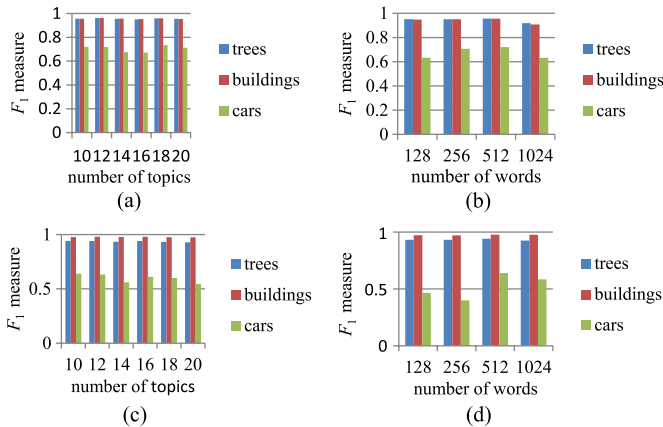 1
0.8
0.6
0.4
0.2
0
F1 measure
10 12 14 16 18 20
number of topics
trees
buildings
cars
(a)
1
0.8
0.6
0.4
0.2
0
F1 measure
128 256 512 1024
number of words
trees
buildings
cars
(b)
1
0.5
0
F1 measure
10 12 14 16 18 20
number of topics
trees
buildings
cars
(c)
1
0.5
0
F1 measure
128 256 512 1024
number of words
trees
buildings
cars
(d)